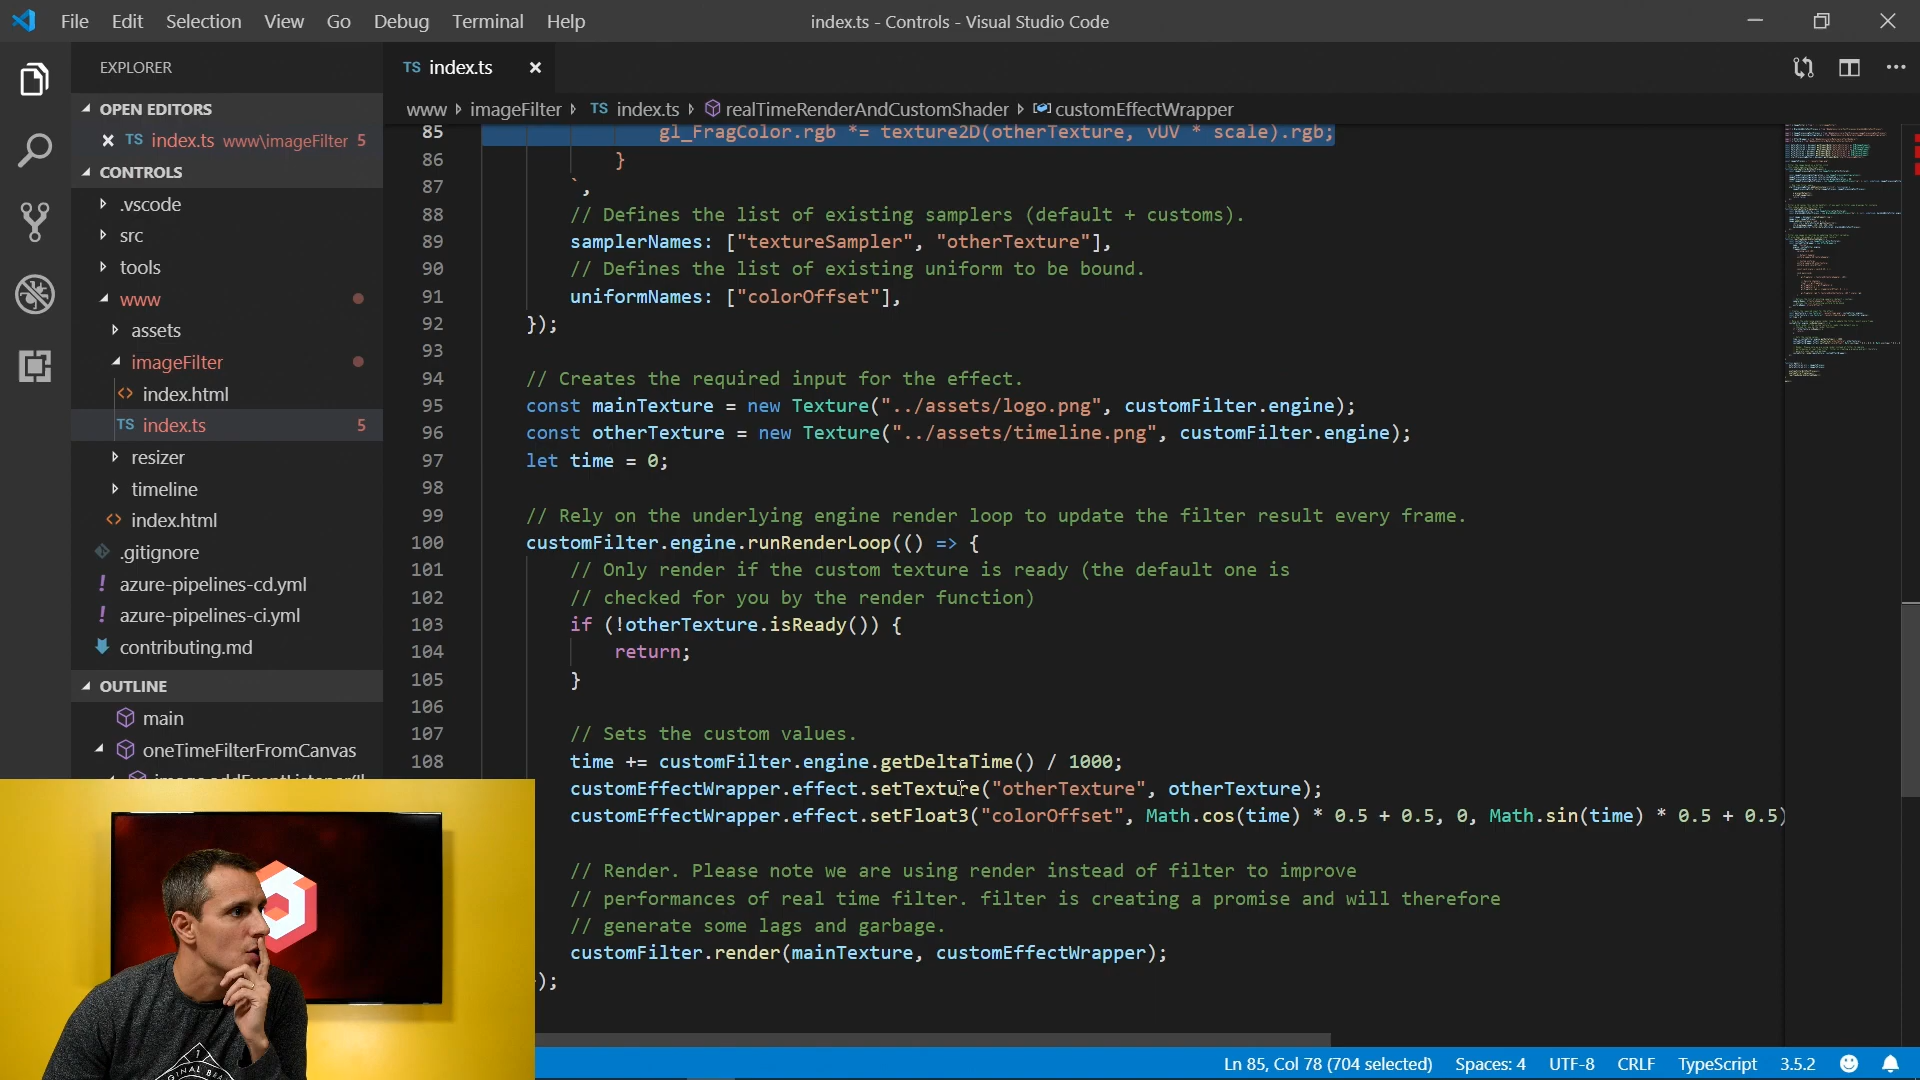 File Edit Selection View Go Debug Terminal Help
index.ts - Controls - Visual Studio Code
EXPLORER
OPEN EDITORS
TS index.ts www\imageFilter 5
CONTROLS
.vscode
src
tools
www
assets
imageFilter
<> index.html
TS index.ts 5
resizer
timeline
<> index.html
.gitignore
! azure-pipelines-cd.yml
! azure-pipelines-ci.yml
contributing.md
OUTLINE
main
oneTimeFilterFromCanvas
TS index.ts
www imageFilter TS index.ts realTimeRenderAndCustomShader customEffectWrapper
85 gl_FragColor.rgb *= texture2D(otherTexture, vUV * scale).rgb;
86 }
87 `,
88 // Defines the list of existing samplers (default + customs).
89 samplerNames: ["textureSampler", "otherTexture"],
90 // Defines the list of existing uniform to be bound.
91 uniformNames: ["colorOffset"],
92 });
93
94 // Creates the required input for the effect.
95 const mainTexture = new Texture("../assets/logo.png", customFilter.engine);
96 const otherTexture = new Texture("../assets/timeline.png", customFilter.engine);
97 let time = 0;
98
99 // Rely on the underlying engine render loop to update the filter result every frame.
100 customFilter.engine.runRenderLoop(() => {
101 // Only render if the custom texture is ready (the default one is
102 // checked for you by the render function)
103 if (!otherTexture.isReady()) {
104 return;
105 }
106
107 // Sets the custom values.
108 time += customFilter.engine.getDeltaTime() / 1000;
customEffectWrapper.effect.setTexture("otherTexture", otherTexture);
customEffectWrapper.effect.setFloat3("colorOffset", Math.cos(time) * 0.5 + 0.5, 0, Math.sin(time) * 0.5 + 0.5)
// Render. Please note we are using render instead of filter to improve
// performances of real time filter. filter is creating a promise and will therefore
// generate some lags and garbage.
customFilter.render(mainTexture, customEffectWrapper);
);
Ln 85, Col 78 (704 selected) Spaces: 4 UTF-8 CRLF TypeScript 3.5.2